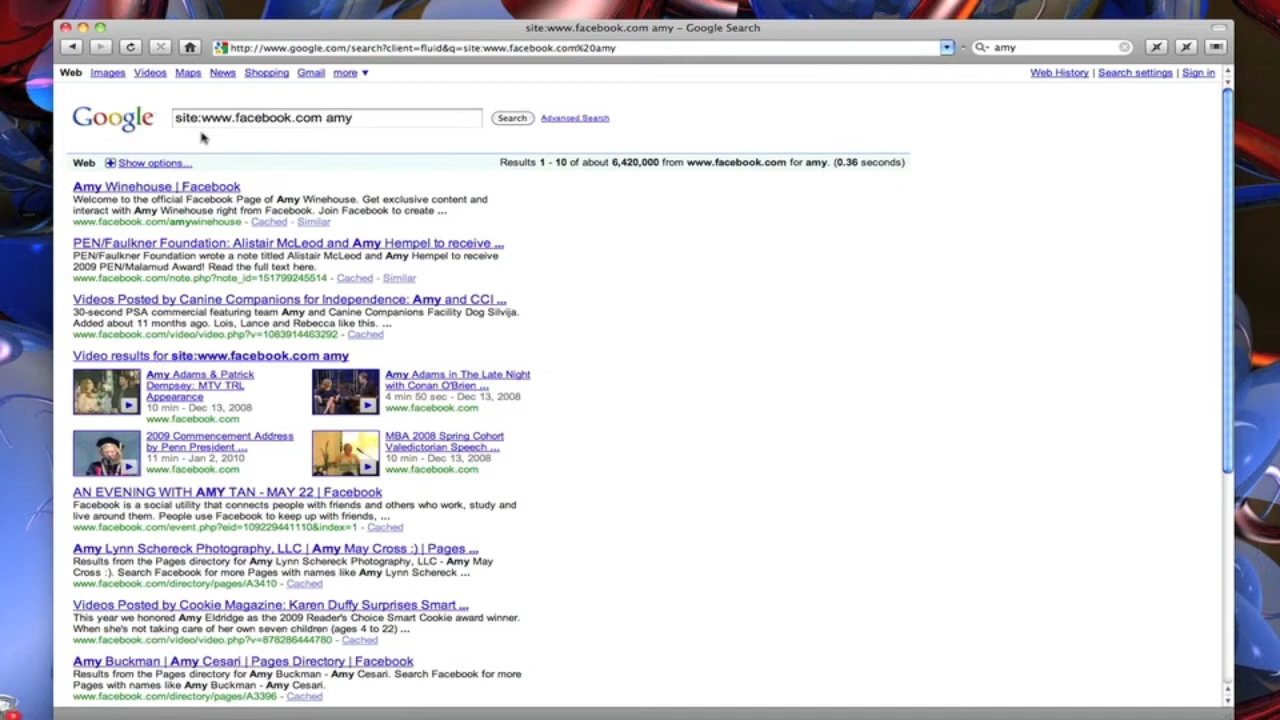 site:www.facebook.com amy – Google Search
http://www.google.com/search?client=fluid&q=site:www.facebook.com%20amy
amy
Web Images Videos Maps News Shopping Gmail more ▼
Web History | Search settings | Sign in
Google
site:www.facebook.com amy
Search
Advanced Search
Web Show options...
Results 1 - 10 of about 6,420,000 from www.facebook.com for amy. (0.36 seconds)
Amy Winehouse | Facebook
Welcome to the official Facebook Page of Amy Winehouse. Get exclusive content and
interact with Amy Winehouse right from Facebook. Join Facebook to create ...
www.facebook.com/amywinehouse - Cached - Similar
PEN/Faulkner Foundation: Alistair McLeod and Amy Hempel to receive ...
PEN/Faulkner Foundation wrote a note titled Alistair McLeod and Amy Hempel to receive
2009 PEN/Malamud Award! Read the full text here.
www.facebook.com/note.php?note_id=151799245514 - Cached - Similar
Videos Posted by Canine Companions for Independence: Amy and CCI ...
30-second PSA commercial featuring team Amy and Canine Companions Facility Dog Silvija.
Added about 11 months ago. Lois, Lance and Rebecca like this. ...
www.facebook.com/video/video.php?v=1083914463292 - Cached
Video results for site:www.facebook.com amy
Amy Adams & Patrick
Dempsey: MTV TRL
Appearance
10 min - Dec 13, 2008
www.facebook.com
Amy Adams in The Late Night
with Conan O'Brien ...
4 min 50 sec - Dec 13, 2008
www.facebook.com
2009 Commencement Address
by Penn President ...
11 min - Jan 2, 2010
www.facebook.com
MBA 2008 Spring Cohort
Valedictorian Speech ...
10 min - Dec 13, 2008
www.facebook.com
AN EVENING WITH AMY TAN - MAY 22 | Facebook
Facebook is a social utility that connects people with friends and others who work, study and
live around them. People use Facebook to keep up with friends, ...
www.facebook.com/event.php?eid=109229441110&index=1 - Cached
Amy Lynn Schereck Photography, LLC | Amy May Cross :) | Pages ...
Results from the Pages directory for Amy Lynn Schereck Photography, LLC - Amy May
Cross :). Search Facebook for more Pages with names like Amy Lynn Schereck ...
www.facebook.com/directory/pages/A3410 - Cached
Videos Posted by Cookie Magazine: Karen Duffy Surprises Smart ...
This year we honored Amy Eldridge as the 2009 Reader's Choice Smart Cookie award winner.
When she's not taking care of her own seven children (ages 4 to 22) ...
www.facebook.com/video/video.php?v=878286444780 - Cached
Amy Buckman | Amy Cesari | Pages Directory | Facebook
Results from the Pages directory for Amy Buckman - Amy Cesari. Search Facebook for more
Pages with names like Amy Buckman - Amy Cesari.
www.facebook.com/directory/pages/A3396 - Cached